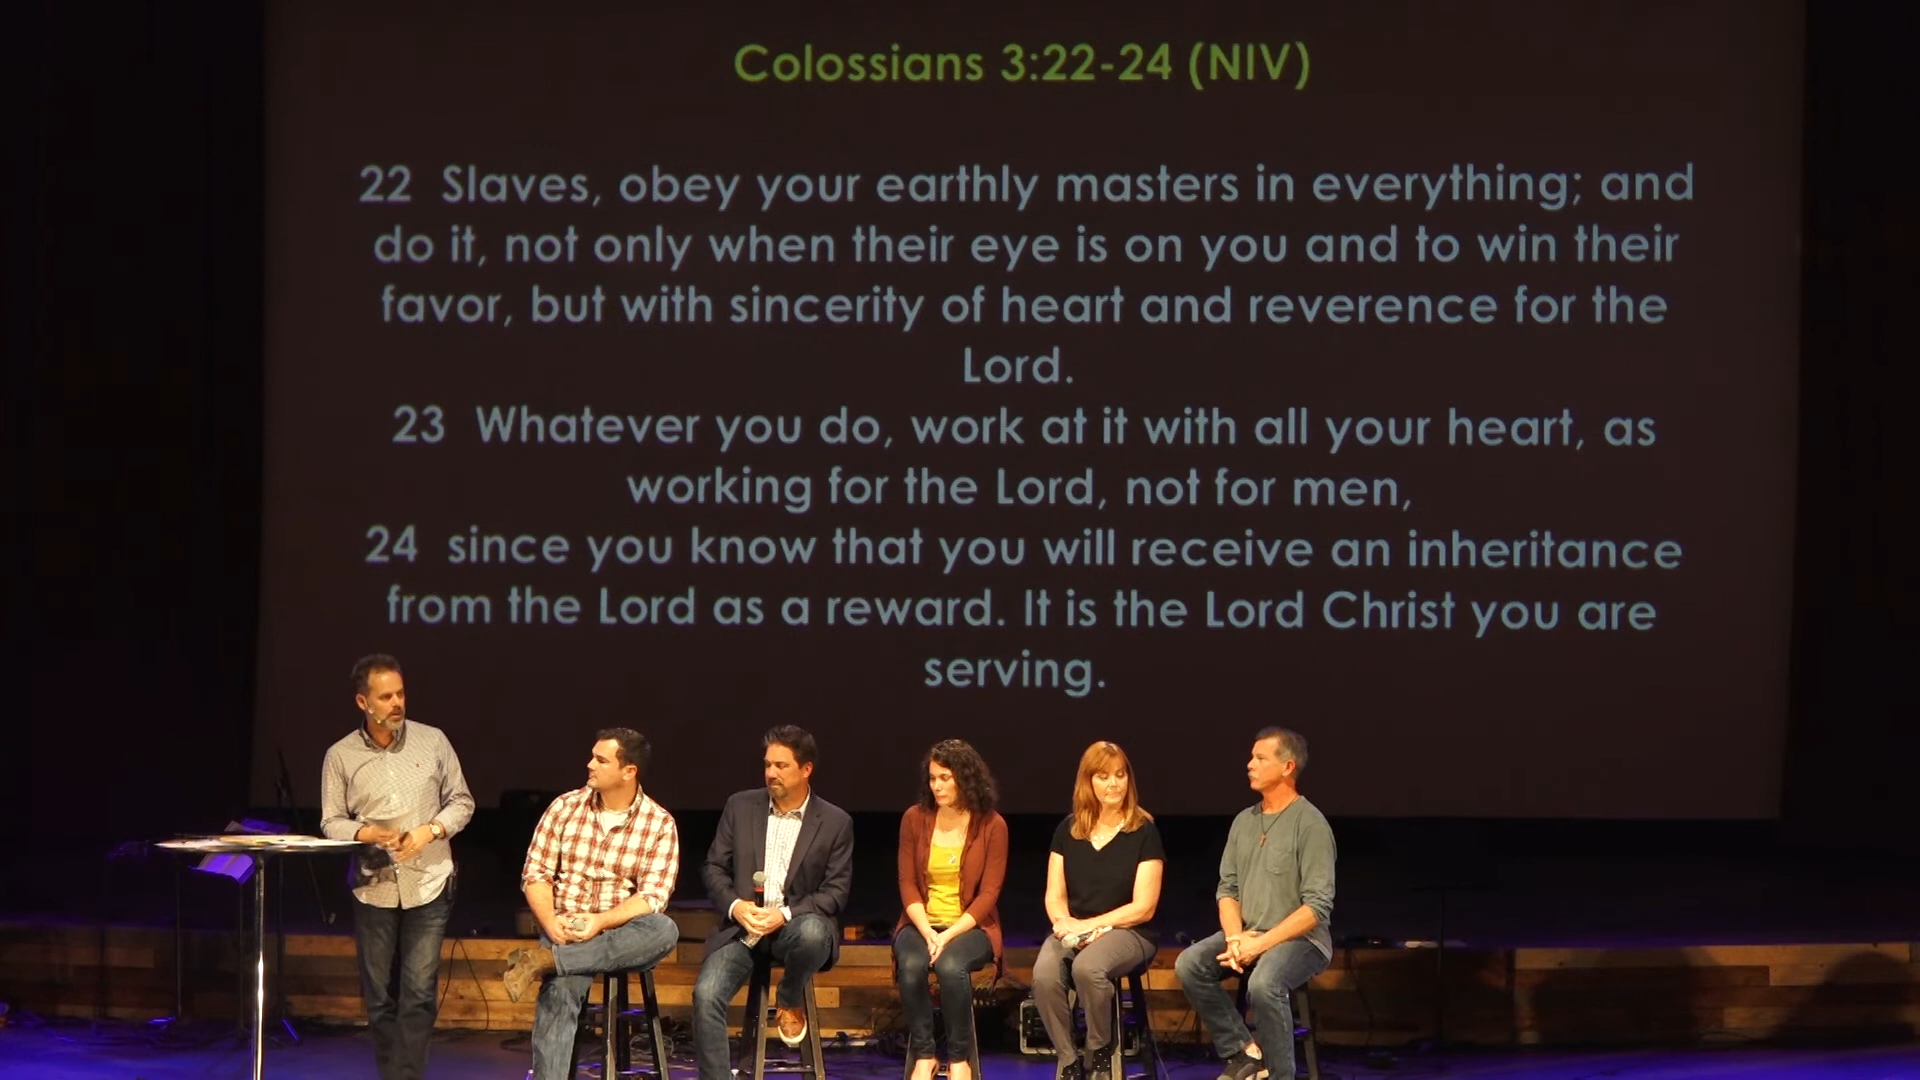 Colossians 3:22-24 (NIV)
22 Slaves, obey your earthly masters in everything; and
do it, not only when their eye is on you and to win their
favor, but with sincerity of heart and reverence for the
Lord.
23 Whatever you do, work at it with all your heart, as
working for the Lord, not for men,
24 since you know that you will receive an inheritance
from the Lord as a reward. It is the Lord Christ you are
serving.